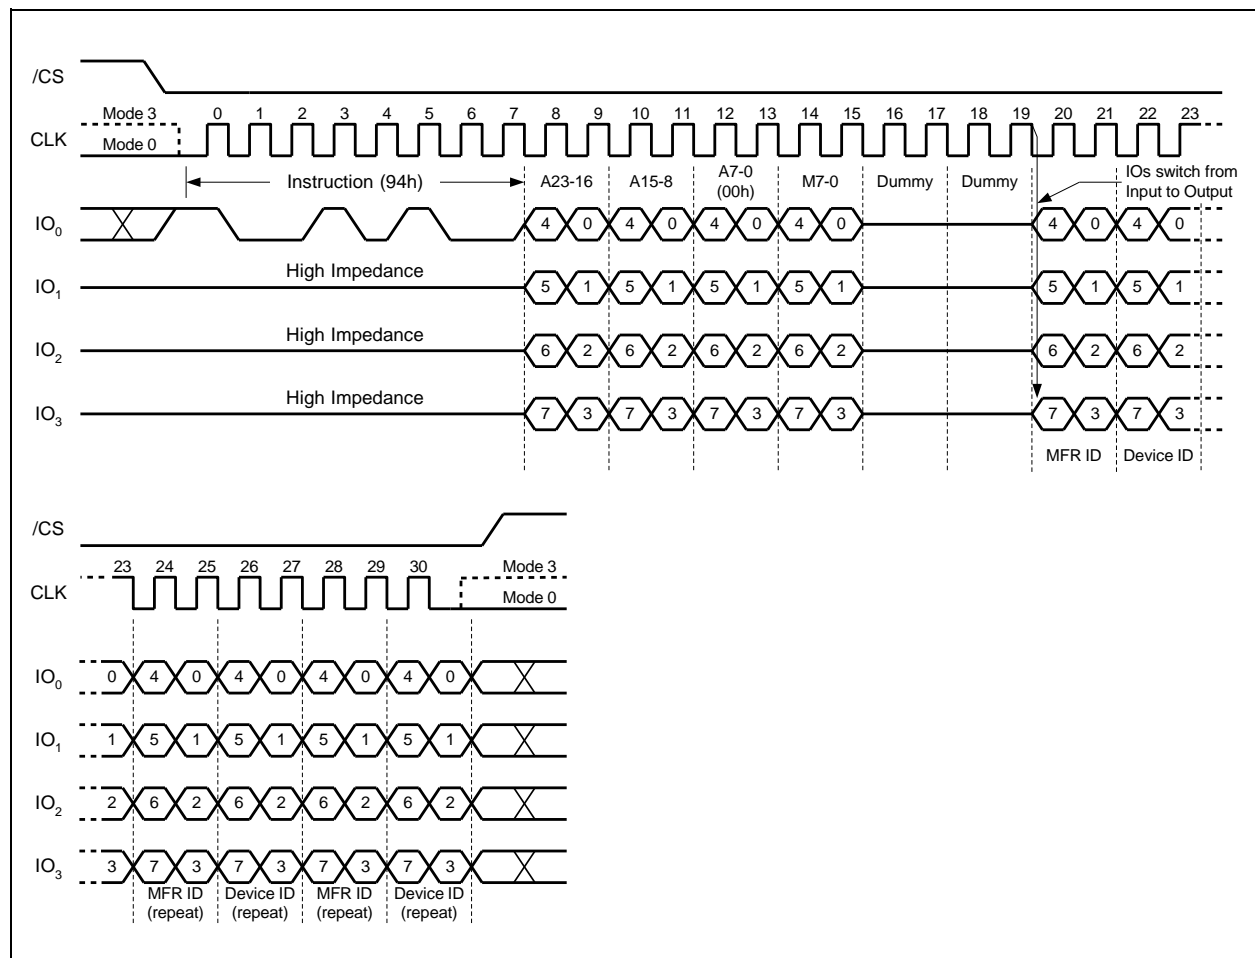 /CS
Mode 3
0 1 2 3 4 5 6 7 8 9 10 11 12 13 14 15 16 17 18 19 20 21 22 23
CLK
Mode 0
Instruction (94h)
A23-16
A15-8
A7-0
(00h)
M7-0
Dummy
Dummy
IOs switch from
Input to Output
IO0
4 0 4 0 4 0 4 0 4 0 4 0
High Impedance
IO1
5 1 5 1 5 1 5 1 5 1 5 1
High Impedance
IO2
6 2 6 2 6 2 6 2 6 2 6 2
High Impedance
IO3
7 3 7 3 7 3 7 3 7 3 7 3
MFR ID
Device ID
/CS
23 24 25 26 27 28 29 30
Mode 3
CLK
Mode 0
IO0
0 4 0 4 0 4 0 4 0
IO1
1 5 1 5 1 5 1 5 1
IO2
2 6 2 6 2 6 2 6 2
IO3
3 7 3 7 3 7 3 7 3
MFR ID
(repeat)
Device ID
(repeat)
MFR ID
(repeat)
Device ID
(repeat)